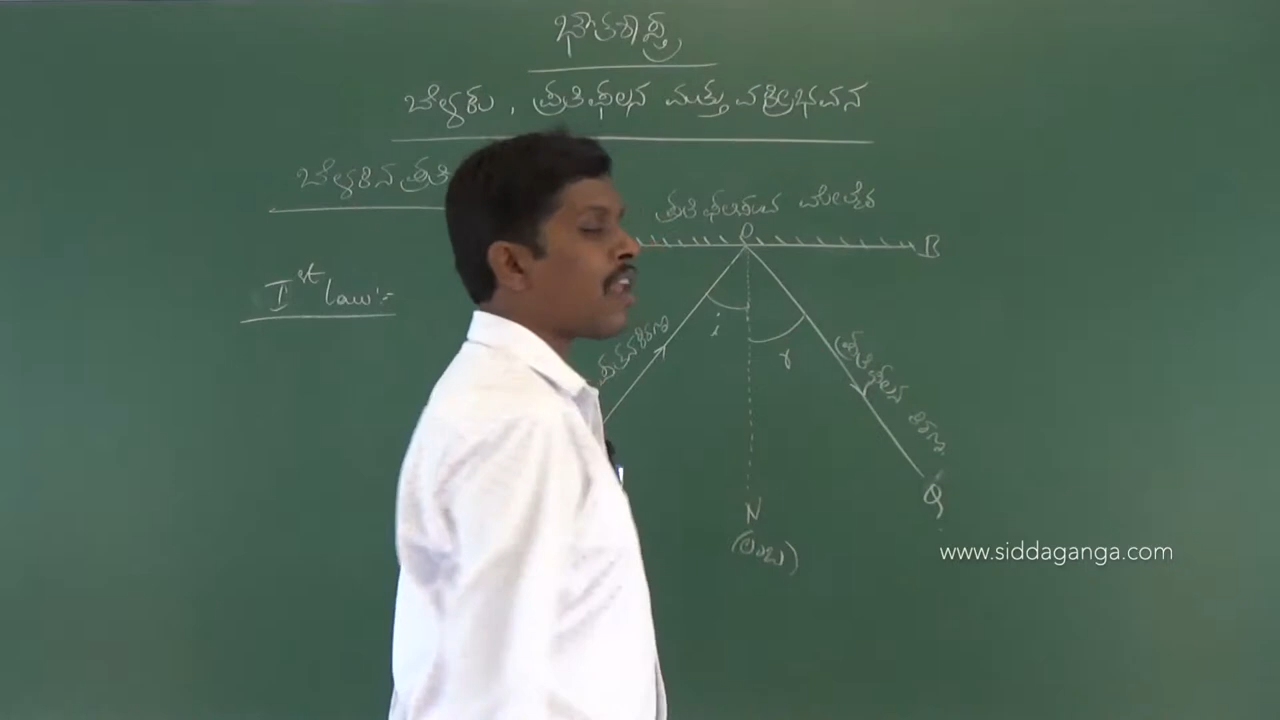 ಭೌತಶಾಸ್ತ್ರ
ಬೆಳಕು, ಪ್ರತಿಫಲನ ಮತ್ತು ವಕ್ರೀಭವನ
ಬೆಳಕಿನ ಪ್ರತಿ
ಪ್ರತಿಫಲಿಸುವ ಮೇಲ್ಮೈ
B
Ist law:-
i
r
ಪತನ ಕಿರಣ
ಪ್ರತಿಫಲನ ಕಿರಣ
N
Q
(ಲಂಬ)
www.siddaganga.com